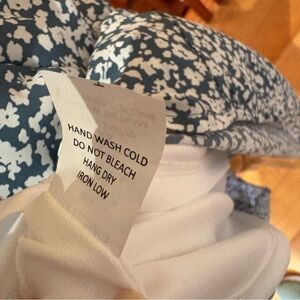 HAND WASH COLD
DO NOT BLEACH
HANG DRY
IRON LOW